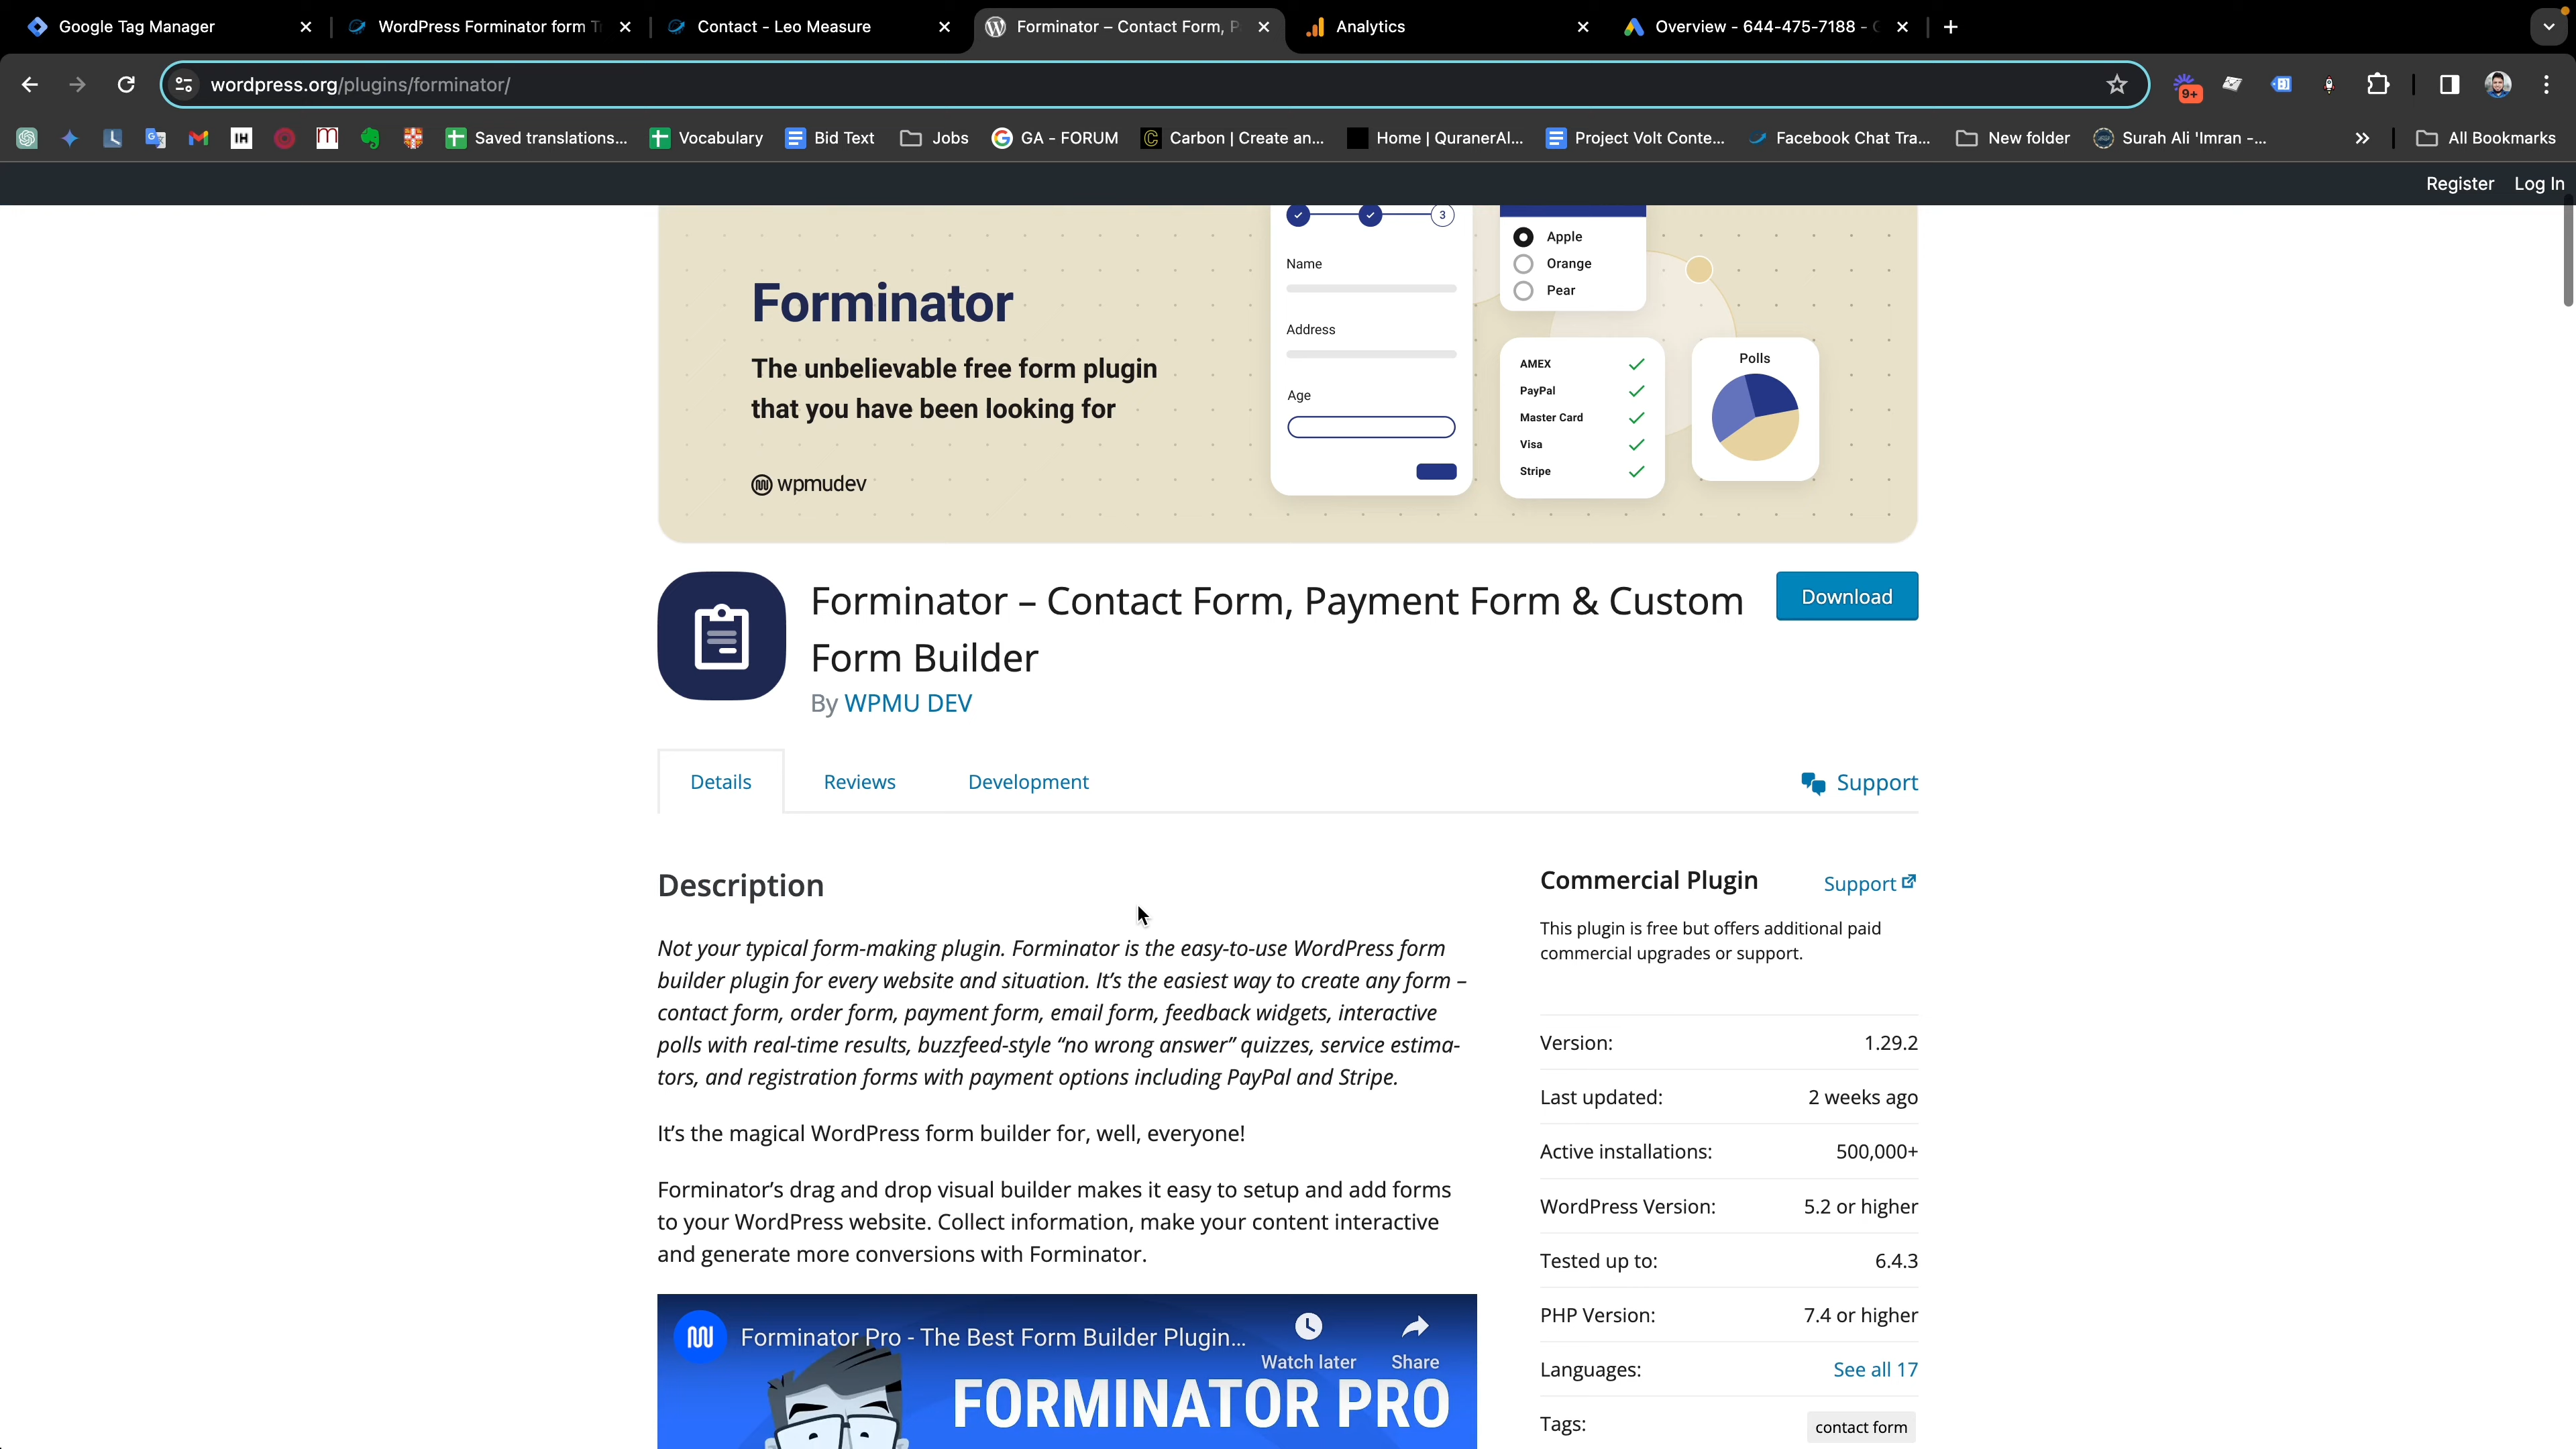 Google Tag Manager
WordPress Forminator form T
Contact - Leo Measure
Forminator – Contact Form, P
Analytics
Overview - 644-475-7188 -
wordpress.org/plugins/forminator/
9+
IH
Saved translations...
Vocabulary
Bid Text
Jobs
GA - FORUM
Carbon | Create an...
Home | QuranerAl...
Project Volt Conte...
Facebook Chat Tra...
New folder
Surah Ali 'Imran -...
All Bookmarks
Register
Log In
Forminator
The unbelievable free form plugin
that you have been looking for
wpmudev
3
Name
Address
Age
Apple
Orange
Pear
AMEX
PayPal
Master Card
Visa
Stripe
Polls
Forminator – Contact Form, Payment Form & Custom
Form Builder
By WPMU DEV
Download
Details
Reviews
Development
Support
Description
Not your typical form-making plugin. Forminator is the easy-to-use WordPress form
builder plugin for every website and situation. It's the easiest way to create any form –
contact form, order form, payment form, email form, feedback widgets, interactive
polls with real-time results, buzzfeed-style “no wrong answer” quizzes, service estima-
tors, and registration forms with payment options including PayPal and Stripe.
It's the magical WordPress form builder for, well, everyone!
Forminator's drag and drop visual builder makes it easy to setup and add forms
to your WordPress website. Collect information, make your content interactive
and generate more conversions with Forminator.
Forminator Pro - The Best Form Builder Plugin...
Watch later
Share
FORMINATOR PRO
Commercial Plugin
Support
This plugin is free but offers additional paid
commercial upgrades or support.
Version: 1.29.2
Last updated: 2 weeks ago
Active installations: 500,000+
WordPress Version: 5.2 or higher
Tested up to: 6.4.3
PHP Version: 7.4 or higher
Languages: See all 17
Tags: contact form